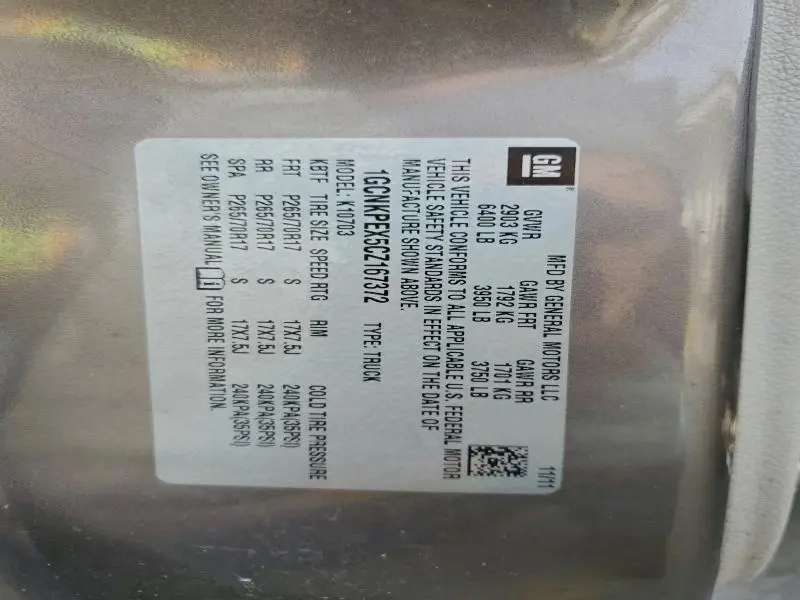 GM®
MFD BY GENERAL MOTORS LLC 11/11
GVWR GAWR FRT GAWR RR
2903 KG 1792 KG 1701 KG
6400 LB 3950 LB 3750 LB
THIS VEHICLE CONFORMS TO ALL APPLICABLE U.S. FEDERAL MOTOR
VEHICLE SAFETY STANDARDS IN EFFECT ON THE DATE OF
MANUFACTURE SHOWN ABOVE.
1GCNKPEX5CZ167372 TYPE: TRUCK
MODEL: K10703
KBTF TIRE SIZE SPEED RTG RIM COLD TIRE PRESSURE
FRT P265/70R17 S 17X7.5J 240KPA(35PSI)
RR P265/70R17 S 17X7.5J 240KPA(35PSI)
SPA P265/70R17 S 17X7.5J 240KPA(35PSI)
SEE OWNER'S MANUAL FOR MORE INFORMATION.